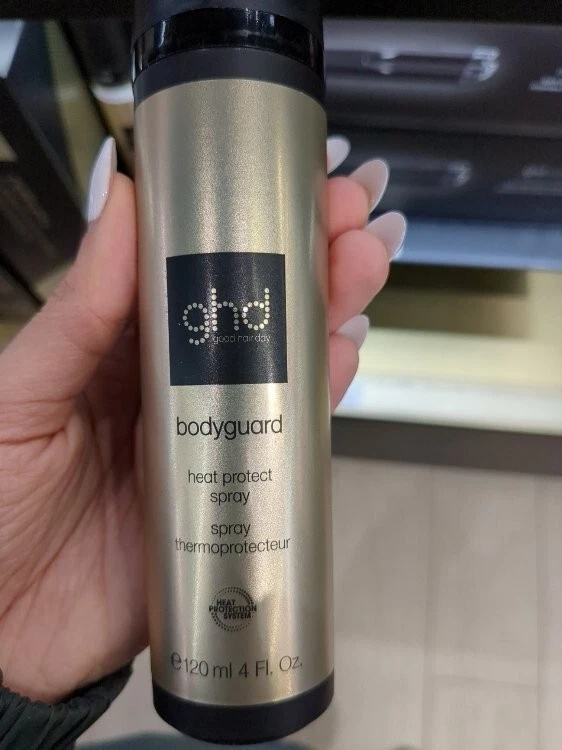 ghd
good hair day
bodyguard
heat protect
spray
spray
thermoprotecteur
HEAT
PROTECTION
SYSTEM
℮120 ml 4 Fl. Oz.